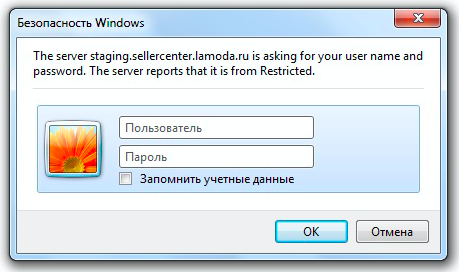 Безопасность Windows
The server staging.sellercenter.lamoda.ru is asking for your user name and
password. The server reports that it is from Restricted.
Пользователь
Пароль
Запомнить учетные данные
OK
Отмена